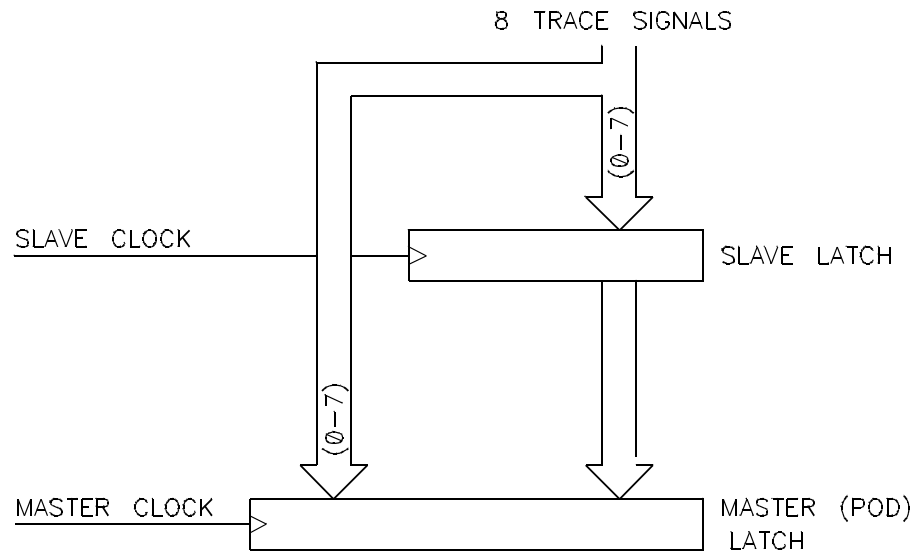 8 TRACE SIGNALS
(0-7)
SLAVE CLOCK
SLAVE LATCH
(0-7)
MASTER CLOCK
MASTER (POD)
LATCH